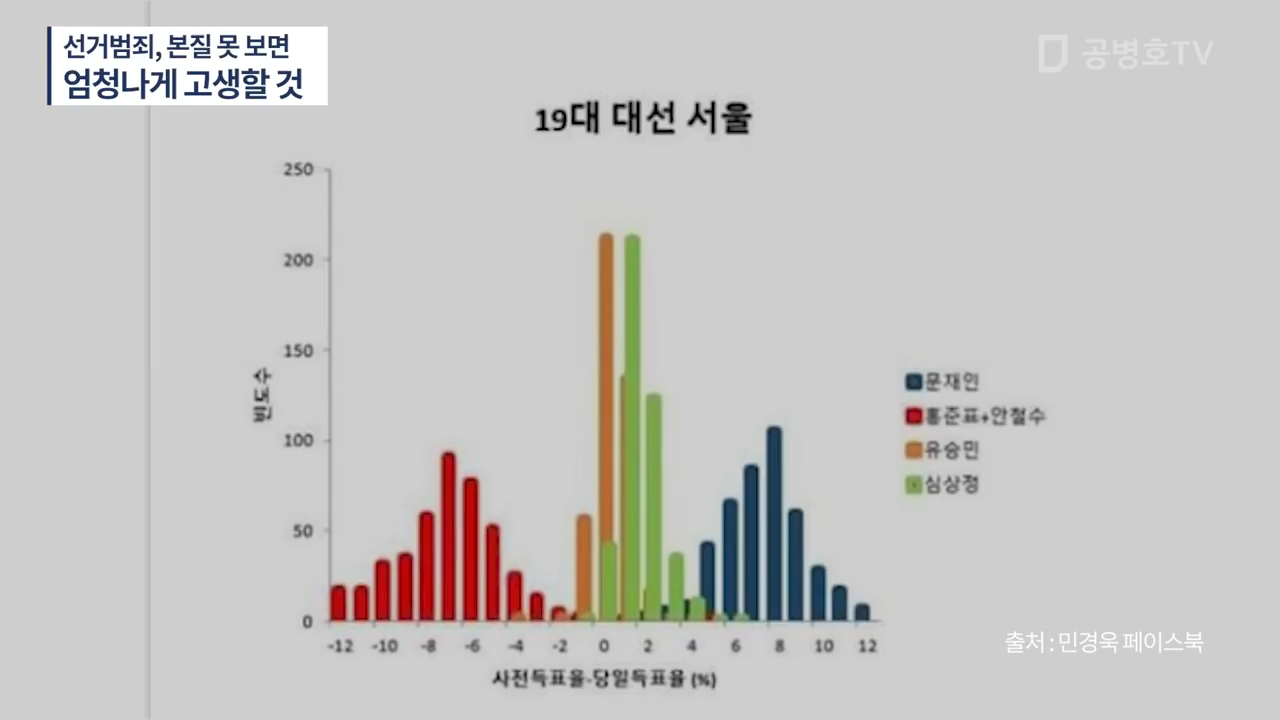 선거범죄, 본질 못 보면
엄청나게 고생할 것
공병호TV
19대 대선 서울
250
200
150
100
50
0
빈도수
-12 -10 -8 -6 -4 -2 0 2 4 6 8 10 12
사전득표율-당일득표율 (%)
문재인
홍준표+안철수
유승민
심상정
출처 : 민경욱 페이스북